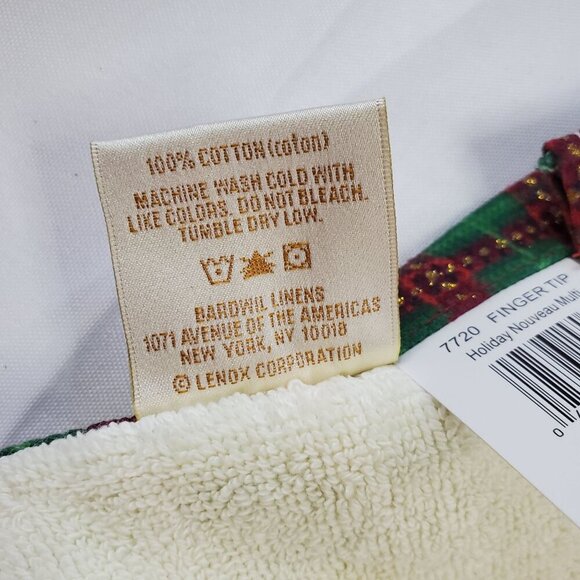 100% COTTON (coton)
MACHINE WASH COLD WITH
LIKE COLORS. DO NOT BLEACH.
TUMBLE DRY LOW.
BARDWIL LINENS
1071 AVENUE OF THE AMERICAS
NEW YORK, NY 10018
© LENOX CORPORATION
7720 FINGER TIP
Holiday Nouveau Multi
0